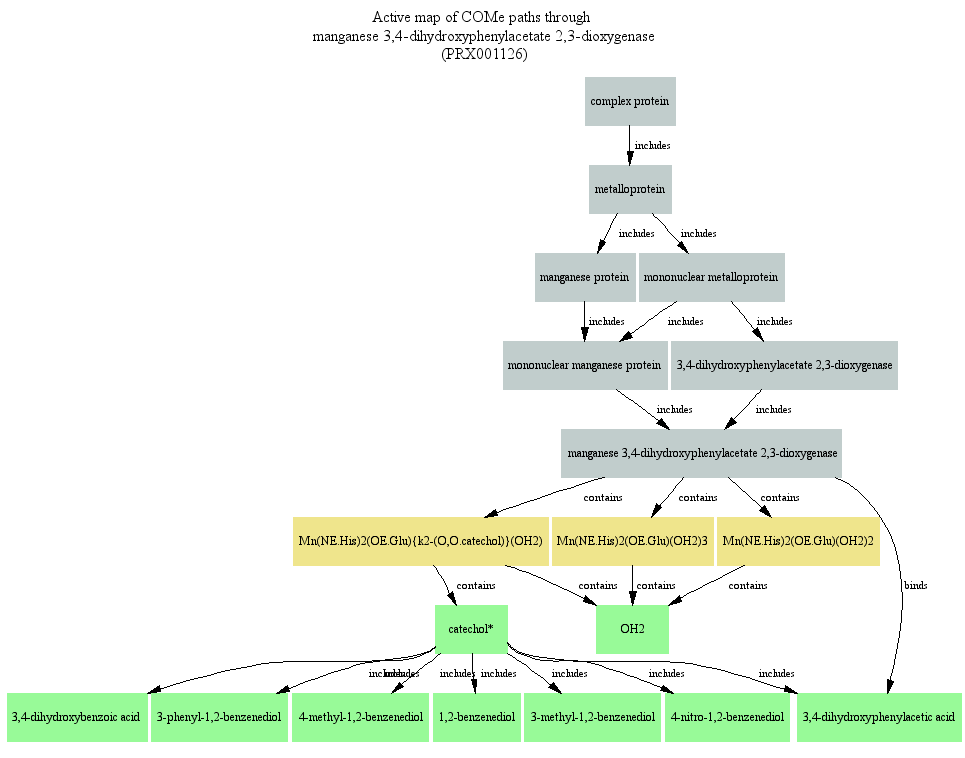 Active map of COMe paths through
manganese 3,4-dihydroxyphenylacetate 2,3-dioxygenase
(PRX001126)
complex protein
includes
metalloprotein
includes includes
manganese protein mononuclear metalloprotein
includes includes includes
mononuclear manganese protein 3,4-dihydroxyphenylacetate 2,3-dioxygenase
includes includes
manganese 3,4-dihydroxyphenylacetate 2,3-dioxygenase
contains contains contains
Mn(NE.His)2(OE.Glu){k2-(O,O.catechol)}(OH2) Mn(NE.His)2(OE.Glu)(OH2)3 Mn(NE.His)2(OE.Glu)(OH2)2
contains contains contains contains binds
catechol* OH2
includes includes includes includes includes includes includes
3,4-dihydroxybenzoic acid 3-phenyl-1,2-benzenediol 4-methyl-1,2-benzenediol 1,2-benzenediol 3-methyl-1,2-benzenediol 4-nitro-1,2-benzenediol 3,4-dihydroxyphenylacetic acid